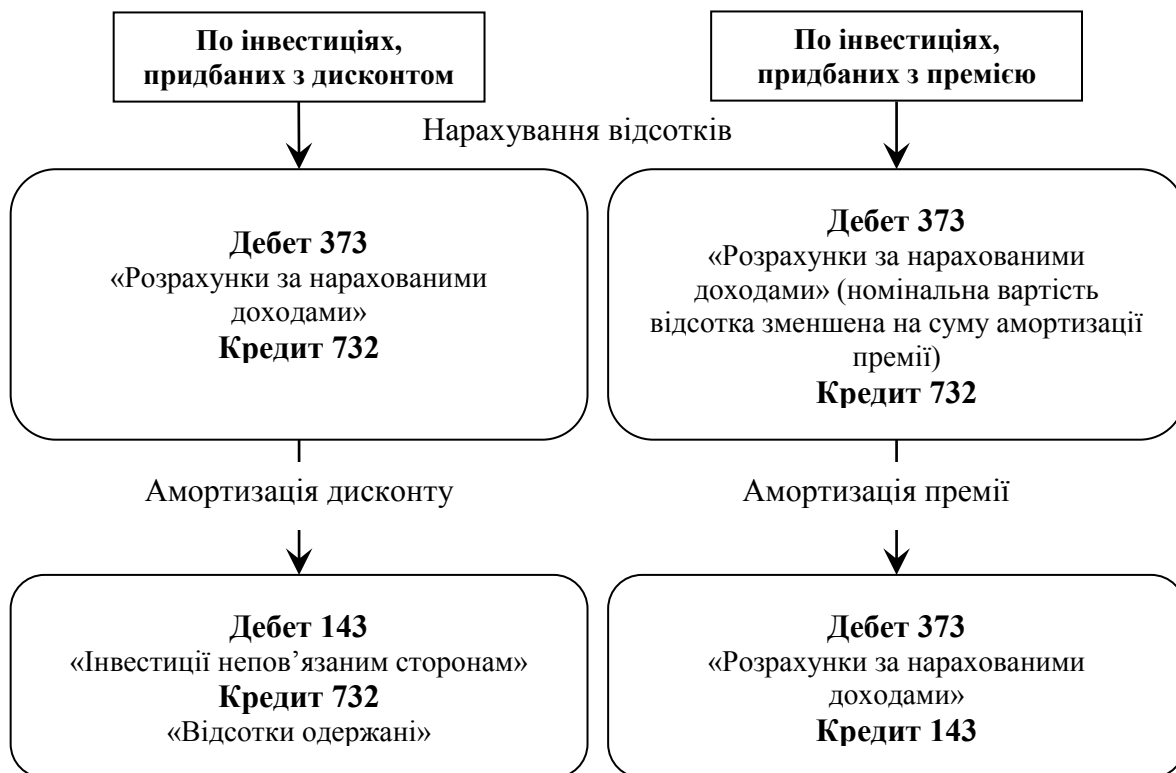 По інвестиціях,
придбаних з дисконтом
По інвестиціях,
придбаних з премією
Нарахування відсотків
Дебет 373
«Розрахунки за нарахованими
доходами»
Кредит 732
Дебет 373
«Розрахунки за нарахованими
доходами» (номінальна вартість
відсотка зменшена на суму амортизації
премії)
Кредит 732
Амортизація дисконту
Амортизація премії
Дебет 143
«Інвестиції непов’язаним сторонам»
Кредит 732
«Відсотки одержані»
Дебет 373
«Розрахунки за нарахованими
доходами»
Кредит 143